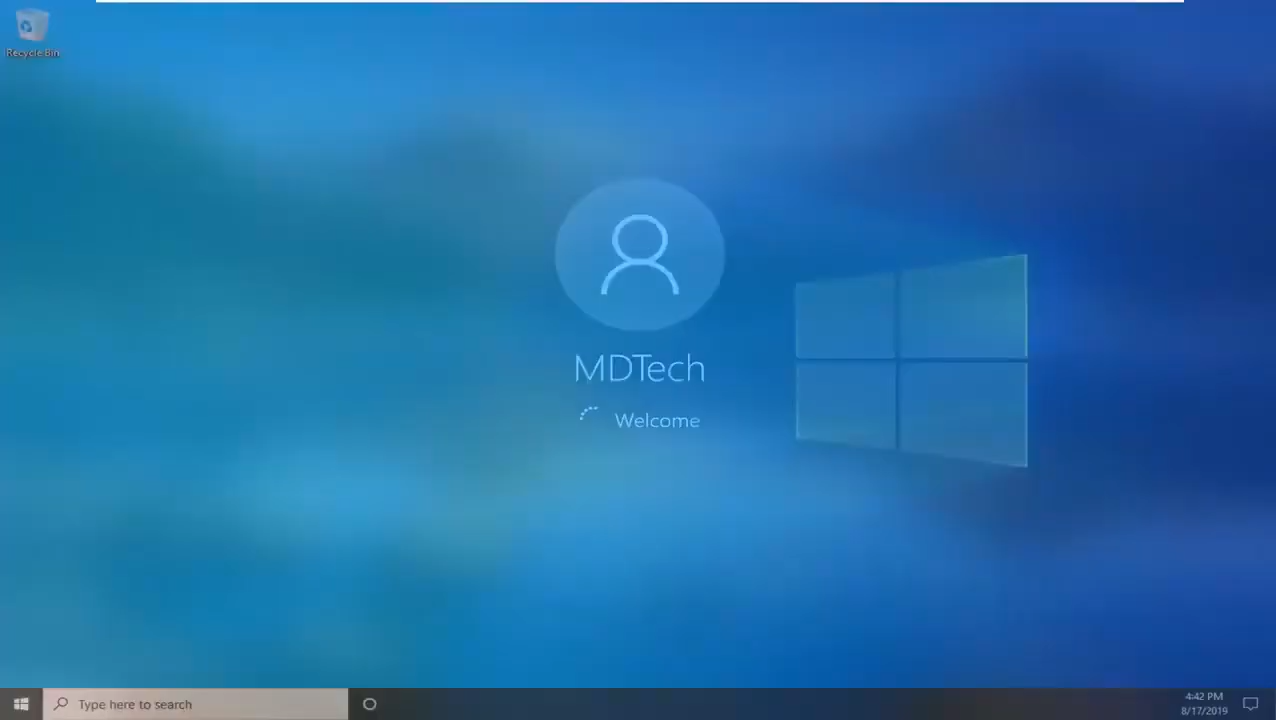 Recycle Bin
MDTech
Welcome
Type here to search
4:42 PM
8/17/2019